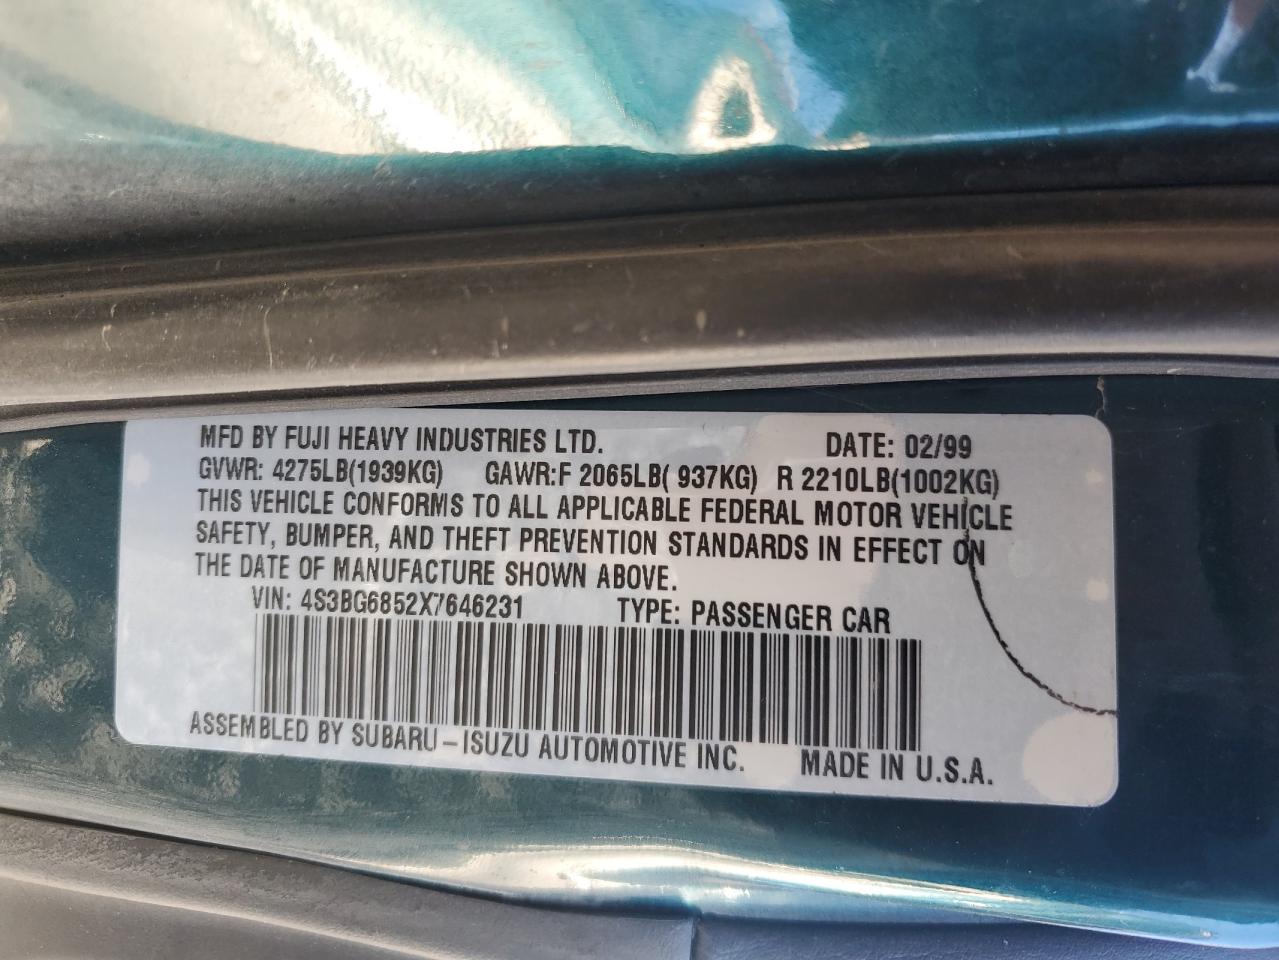 MFD BY FUJI HEAVY INDUSTRIES LTD. DATE: 02/99
GVWR: 4275LB(1939KG) GAWR:F 2065LB( 937KG) R 2210LB(1002KG)
THIS VEHICLE CONFORMS TO ALL APPLICABLE FEDERAL MOTOR VEHICLE
SAFETY, BUMPER, AND THEFT PREVENTION STANDARDS IN EFFECT ON
THE DATE OF MANUFACTURE SHOWN ABOVE.
VIN: 4S3BG6852X7646231 TYPE: PASSENGER CAR
ASSEMBLED BY SUBARU-ISUZU AUTOMOTIVE INC. MADE IN U.S.A.